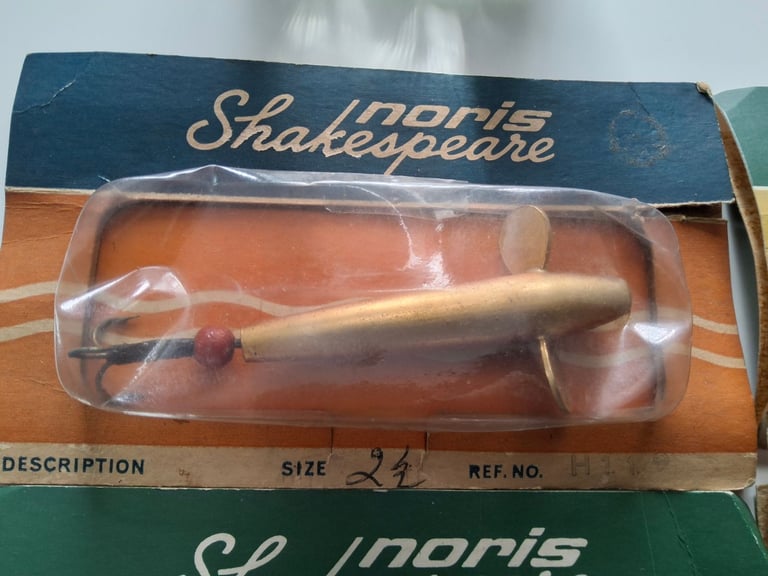 noris
Shakespeare
DESCRIPTION SIZE 2½ REF. NO.
noris